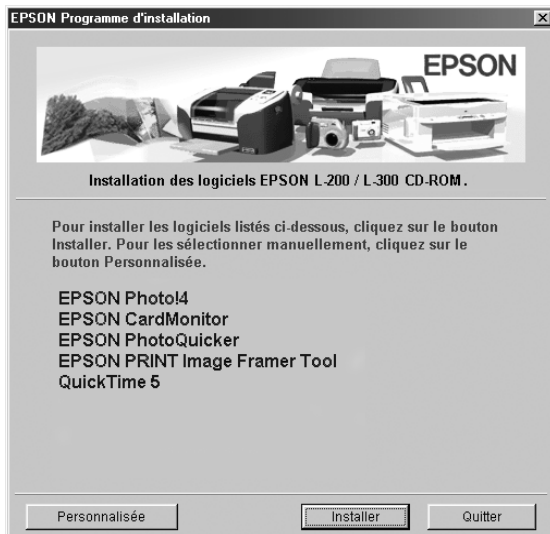 EPSON Programme d'installation
EPSON
Installation des logiciels EPSON L-200 / L-300 CD-ROM.
Pour installer les logiciels listés ci-dessous, cliquez sur le bouton
Installer. Pour les sélectionner manuellement, cliquez sur le
bouton Personnalisée.
EPSON Photo!4
EPSON CardMonitor
EPSON PhotoQuicker
EPSON PRINT Image Framer Tool
QuickTime 5
Personnalisée
Installer
Quitter